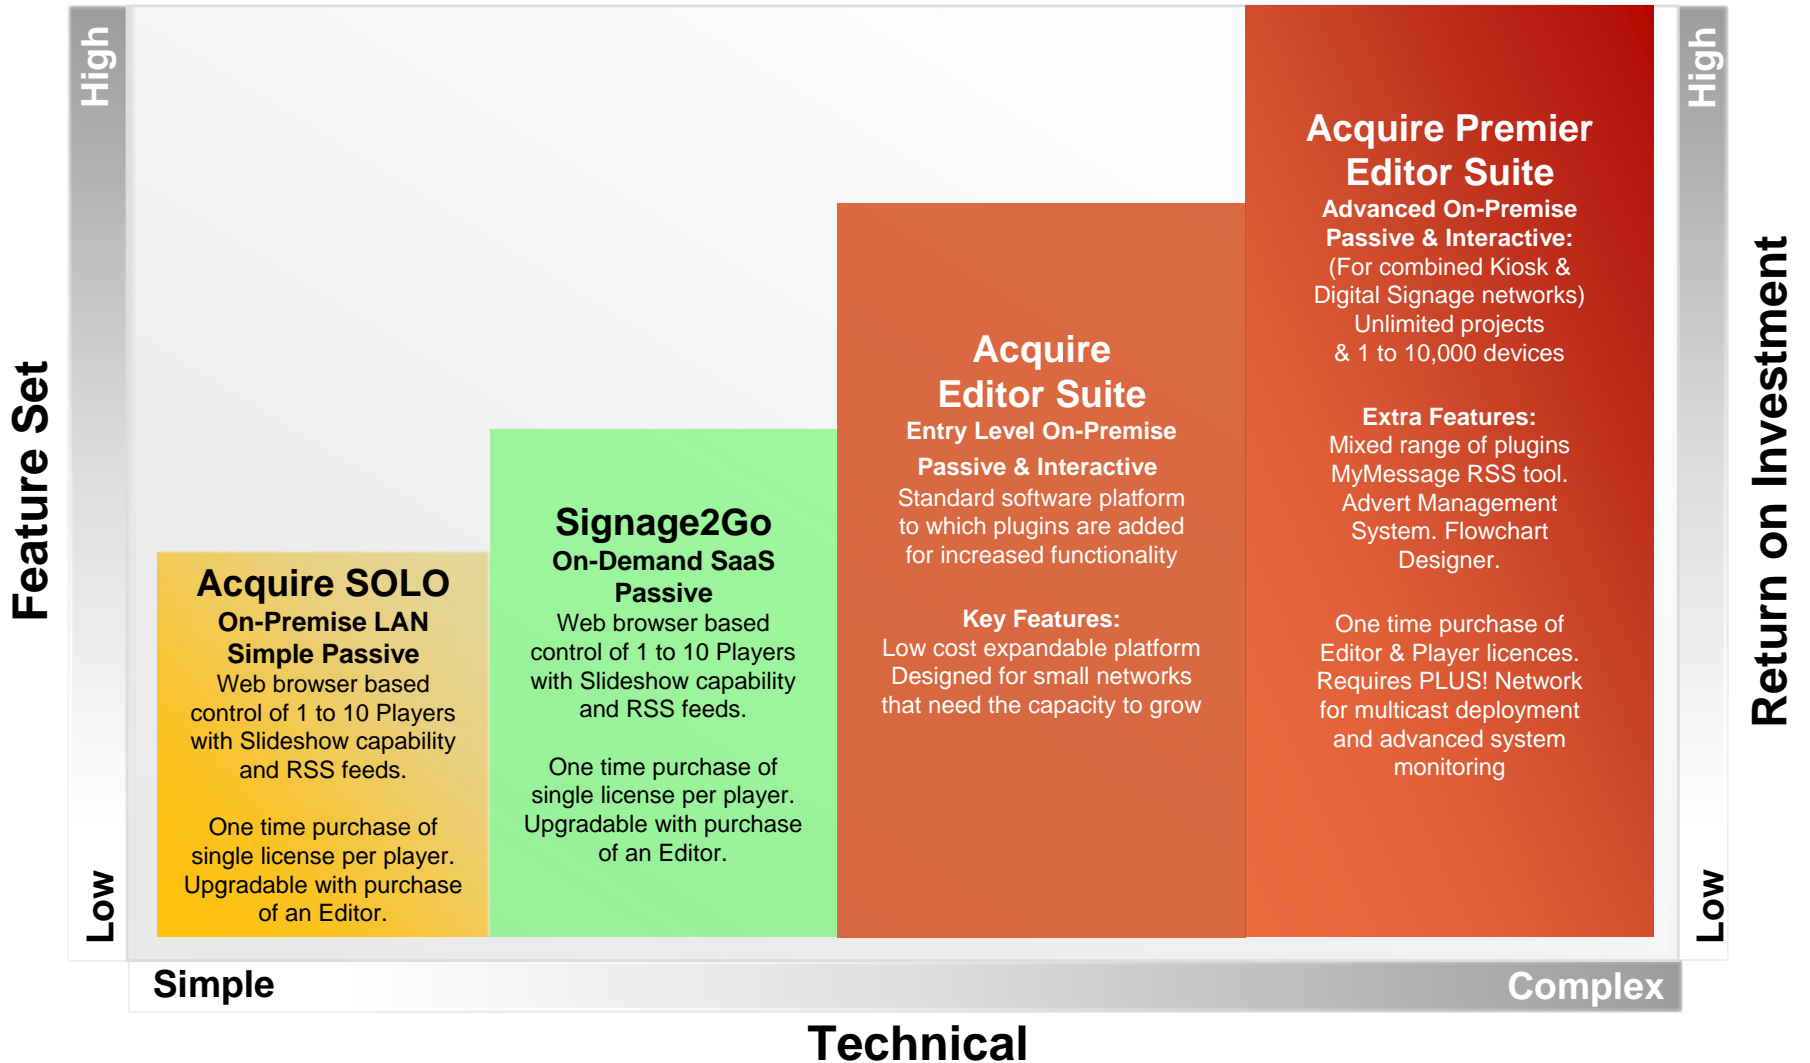 High
Low
Feature Set
Acquire SOLO
On-Premise LAN
Simple Passive
Web browser based
control of 1 to 10 Players
with Slideshow capability
and RSS feeds.
One time purchase of
single license per player.
Upgradable with purchase
of an Editor.
Signage2Go
On-Demand SaaS
Passive
Web browser based
control of 1 to 10 Players
with Slideshow capability
and RSS feeds.
One time purchase of
single license per player.
Upgradable with purchase
of an Editor.
Acquire
Editor Suite
Entry Level On-Premise
Passive & Interactive
Standard software platform
to which plugins are added
for increased functionality
Key Features:
Low cost expandable platform
Designed for small networks
that need the capacity to grow
Acquire Premier
Editor Suite
Advanced On-Premise
Passive & Interactive:
(For combined Kiosk &
Digital Signage networks)
Unlimited projects
& 1 to 10,000 devices
Extra Features:
Mixed range of plugins
MyMessage RSS tool.
Advert Management
System. Flowchart
Designer.
One time purchase of
Editor & Player licences.
Requires PLUS! Network
for multicast deployment
and advanced system
monitoring
High
Low
Return on Investment
Simple
Complex
Technical